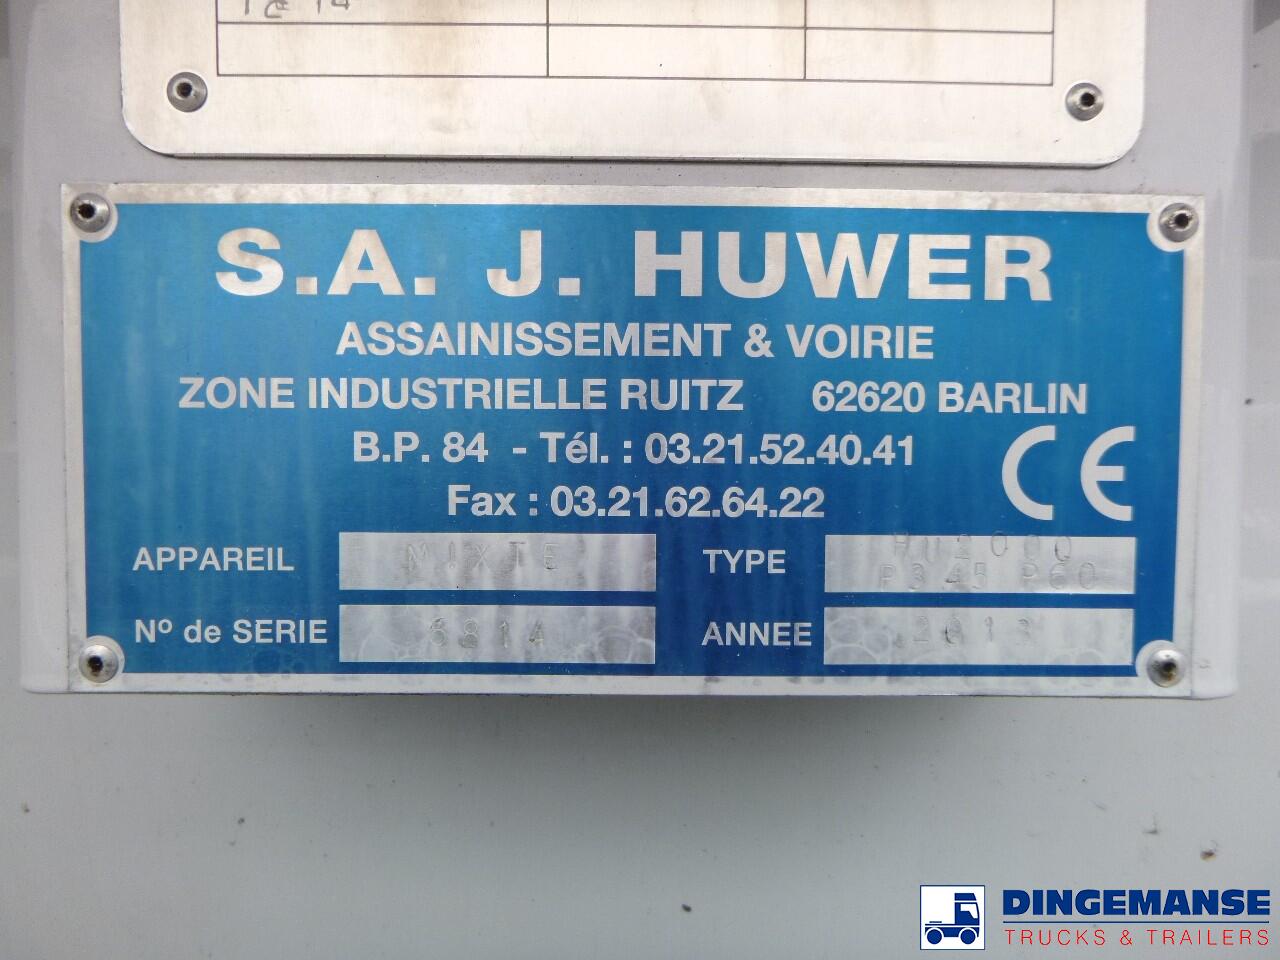 S.A. J. HUWER
ASSAINISSEMENT & VOIRIE
ZONE INDUSTRIELLE RUITZ 62620 BARLIN
B.P. 84 - Tél. : 03.21.52.40.41
Fax : 03.21.62.64.22
CE
APPAREIL MIXTE TYPE HU2000
P345 P60
Nº de SERIE 6814 ANNEE 2013
DINGEMANSE
TRUCKS & TRAILERS